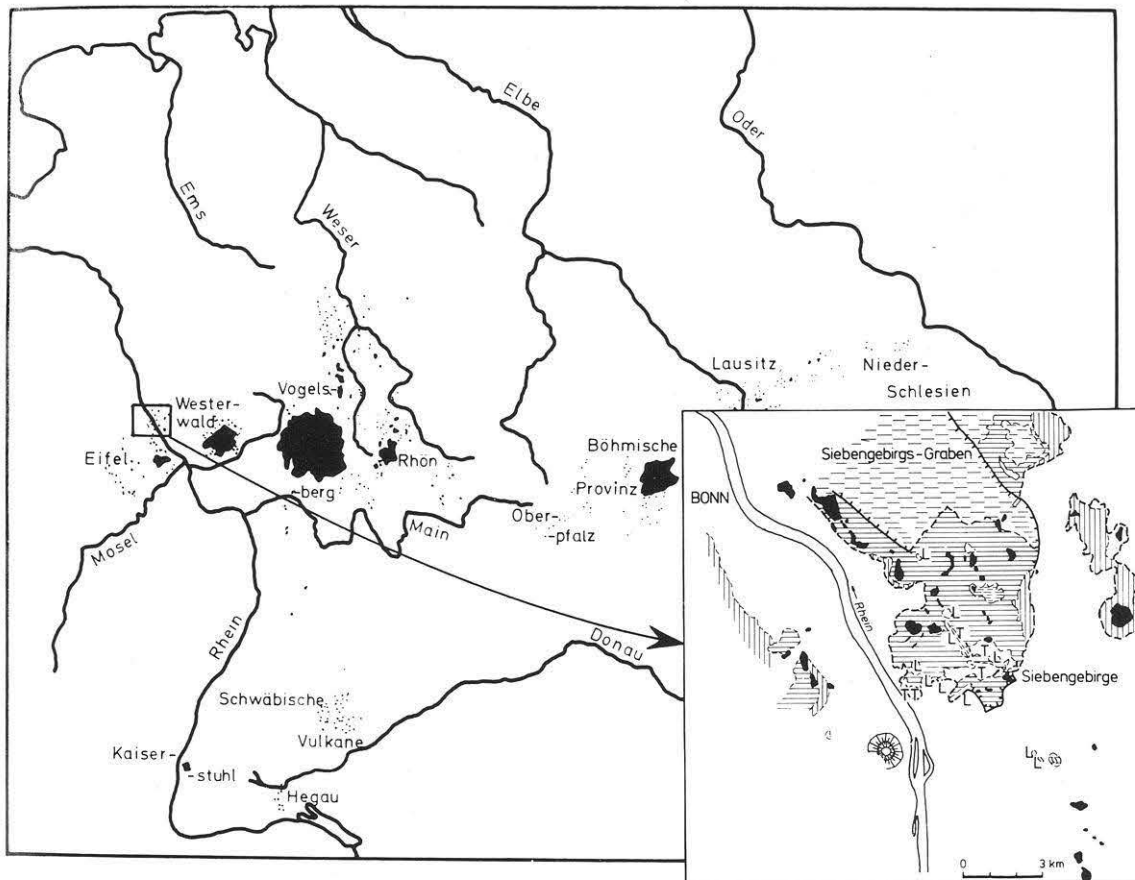 Elbe
Oder
Ems
Weser
Lausitz
Nieder-
Schlesien
Vogels-
Wester-
wald
Eifel
Rhön
-berg
Böhmische
Provinz
Mosel
Main
Ober-
-pfalz
Rhein
Donau
Schwäbische
Vulkane
Kaiser-
-stuhl
Hegau
Siebengebirgs-Graben
BONN
L
Rhein
L
L T
T L
T
L
L
L
T T
L
Siebengebirge
L
L
0 3 km